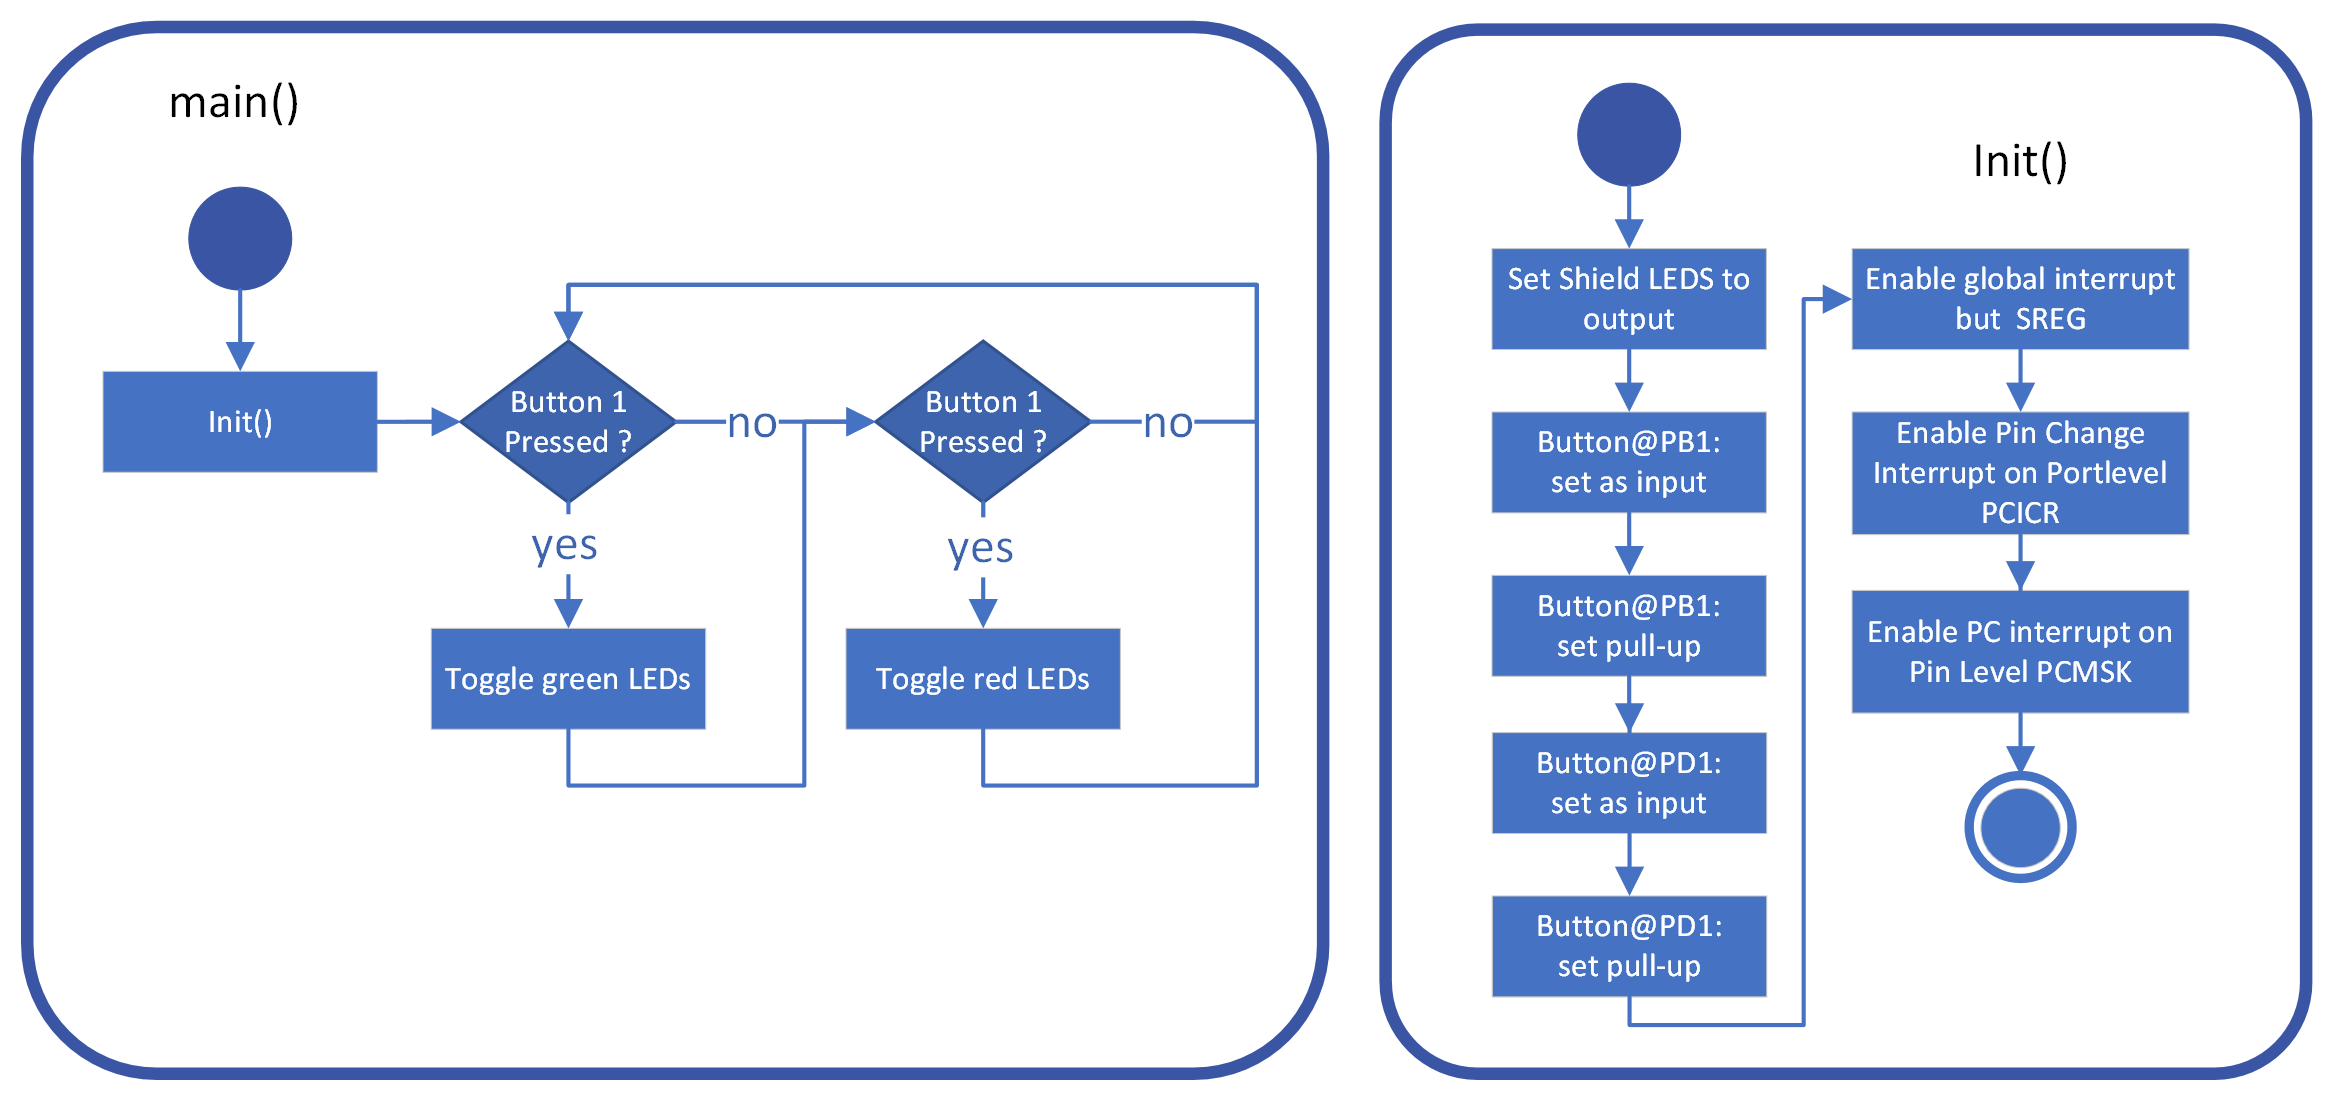 main()
Init()
Button 1
Pressed ?
no
yes
Toggle green LEDs
Button 1
Pressed ?
no
yes
Toggle red LEDs
Init()
Set Shield LEDS to
output
Button@PB1:
set as input
Button@PB1:
set pull-up
Button@PD1:
set as input
Button@PD1:
set pull-up
Enable global interrupt
but  SREG
Enable Pin Change
Interrupt on Portlevel
PCICR
Enable PC interrupt on
Pin Level PCMSK